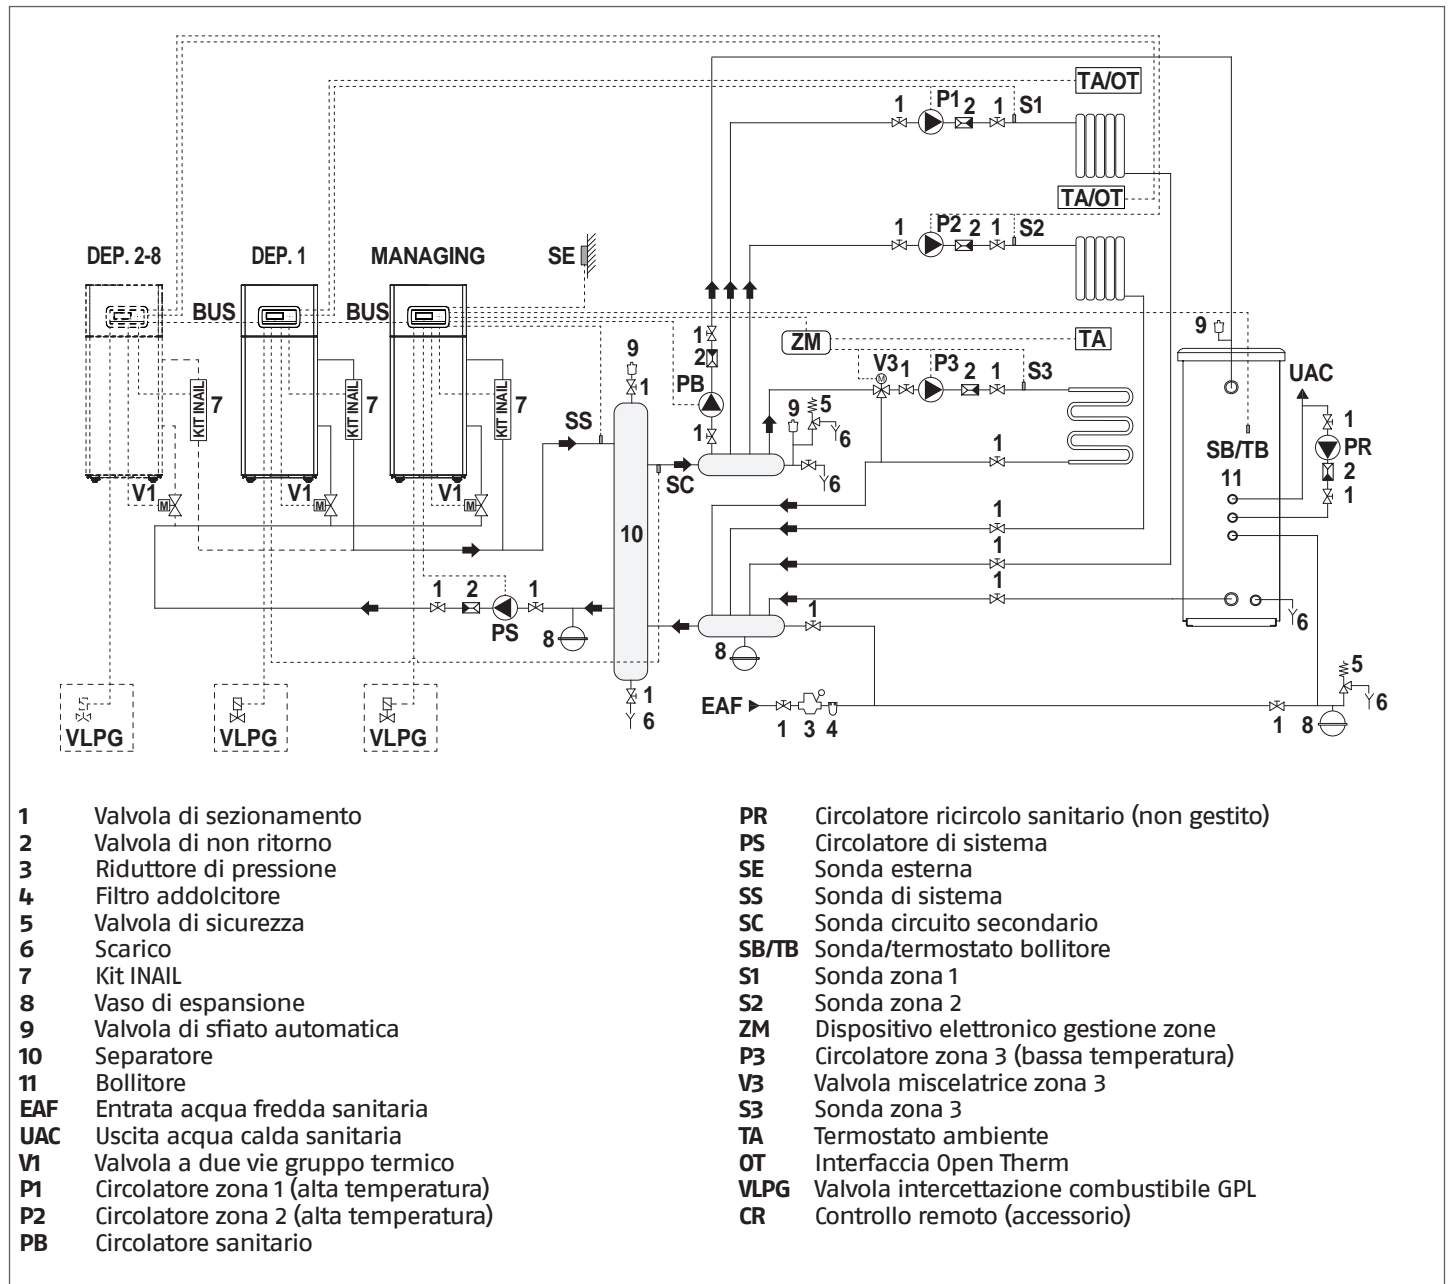 TA/OT
1 P1 2 1 S1
TA/OT
1 P2 2 1 S2
DEP. 2-8 DEP. 1 MANAGING SE
BUS BUS
1
2
PB
1
ZM
TA
V3 1 P3 2 1 S3
9
1
9 5
6
6
9
UAC
1
PR
2
1
SB/TB
11
KIT INAIL 7 KIT INAIL 7 KIT INAIL 7
SS
SC
1
V1 V1 V1
M M M
M
10
1
1
1
1
1 2 1
PS
8
8
6
5
6
1
6
VLPG VLPG VLPG
EAF 1 3 4
1 8
1 Valvola di sezionamento
2 Valvola di non ritorno
3 Riduttore di pressione
4 Filtro addolcitore
5 Valvola di sicurezza
6 Scarico
7 Kit INAIL
8 Vaso di espansione
9 Valvola di sfiato automatica
10 Separatore
11 Bollitore
EAF Entrata acqua fredda sanitaria
UAC Uscita acqua calda sanitaria
V1 Valvola a due vie gruppo termico
P1 Circolatore zona 1 (alta temperatura)
P2 Circolatore zona 2 (alta temperatura)
PB Circolatore sanitario
PR Circolatore ricircolo sanitario (non gestito)
PS Circolatore di sistema
SE Sonda esterna
SS Sonda di sistema
SC Sonda circuito secondario
SB/TB Sonda/termostato bollitore
S1 Sonda zona 1
S2 Sonda zona 2
ZM Dispositivo elettronico gestione zone
P3 Circolatore zona 3 (bassa temperatura)
V3 Valvola miscelatrice zona 3
S3 Sonda zona 3
TA Termostato ambiente
OT Interfaccia Open Therm
VLPG Valvola intercettazione combustibile GPL
CR Controllo remoto (accessorio)